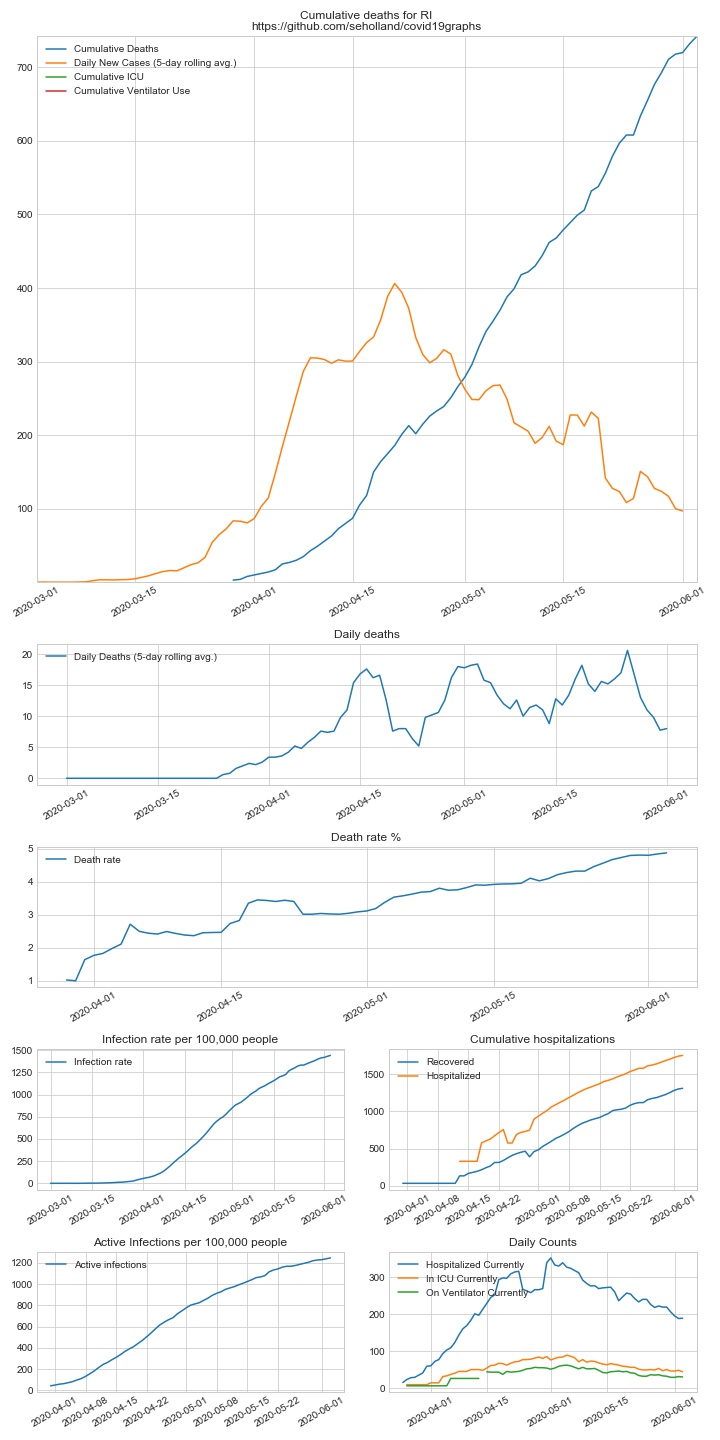 Cumulative deaths for RI
https://github.com/seholland/covid19graphs
Cumulative Deaths
Daily New Cases (5-day rolling avg.)
Cumulative ICU
Cumulative Ventilator Use
700
600
500
400
300
200
100
2020-03-01 2020-03-15 2020-04-01 2020-04-15 2020-05-01 2020-05-15 2020-06-01
Daily deaths
Daily Deaths (5-day rolling avg.)
20
15
10
5
0
2020-03-01 2020-03-15 2020-04-01 2020-04-15 2020-05-01 2020-05-15 2020-06-01
Death rate %
Death rate
5
4
3
2
1
2020-04-01 2020-04-15 2020-05-01 2020-05-15 2020-06-01
Infection rate per 100,000 people
Infection rate
1500
1250
1000
750
500
250
0
2020-03-01 2020-03-15 2020-04-01 2020-04-15 2020-05-01 2020-05-15 2020-06-01
Cumulative hospitalizations
Recovered
Hospitalized
1500
1000
500
0
2020-04-01 2020-04-08 2020-04-15 2020-04-22 2020-05-01 2020-05-08 2020-05-15 2020-05-22 2020-06-01
Active Infections per 100,000 people
Active infections
1200
1000
800
600
400
200
0
2020-04-01 2020-04-08 2020-04-15 2020-04-22 2020-05-01 2020-05-08 2020-05-15 2020-05-22 2020-06-01
Daily Counts
Hospitalized Currently
In ICU Currently
On Ventilator Currently
300
200
100
0
2020-04-01 2020-04-15 2020-05-01 2020-05-15 2020-06-01